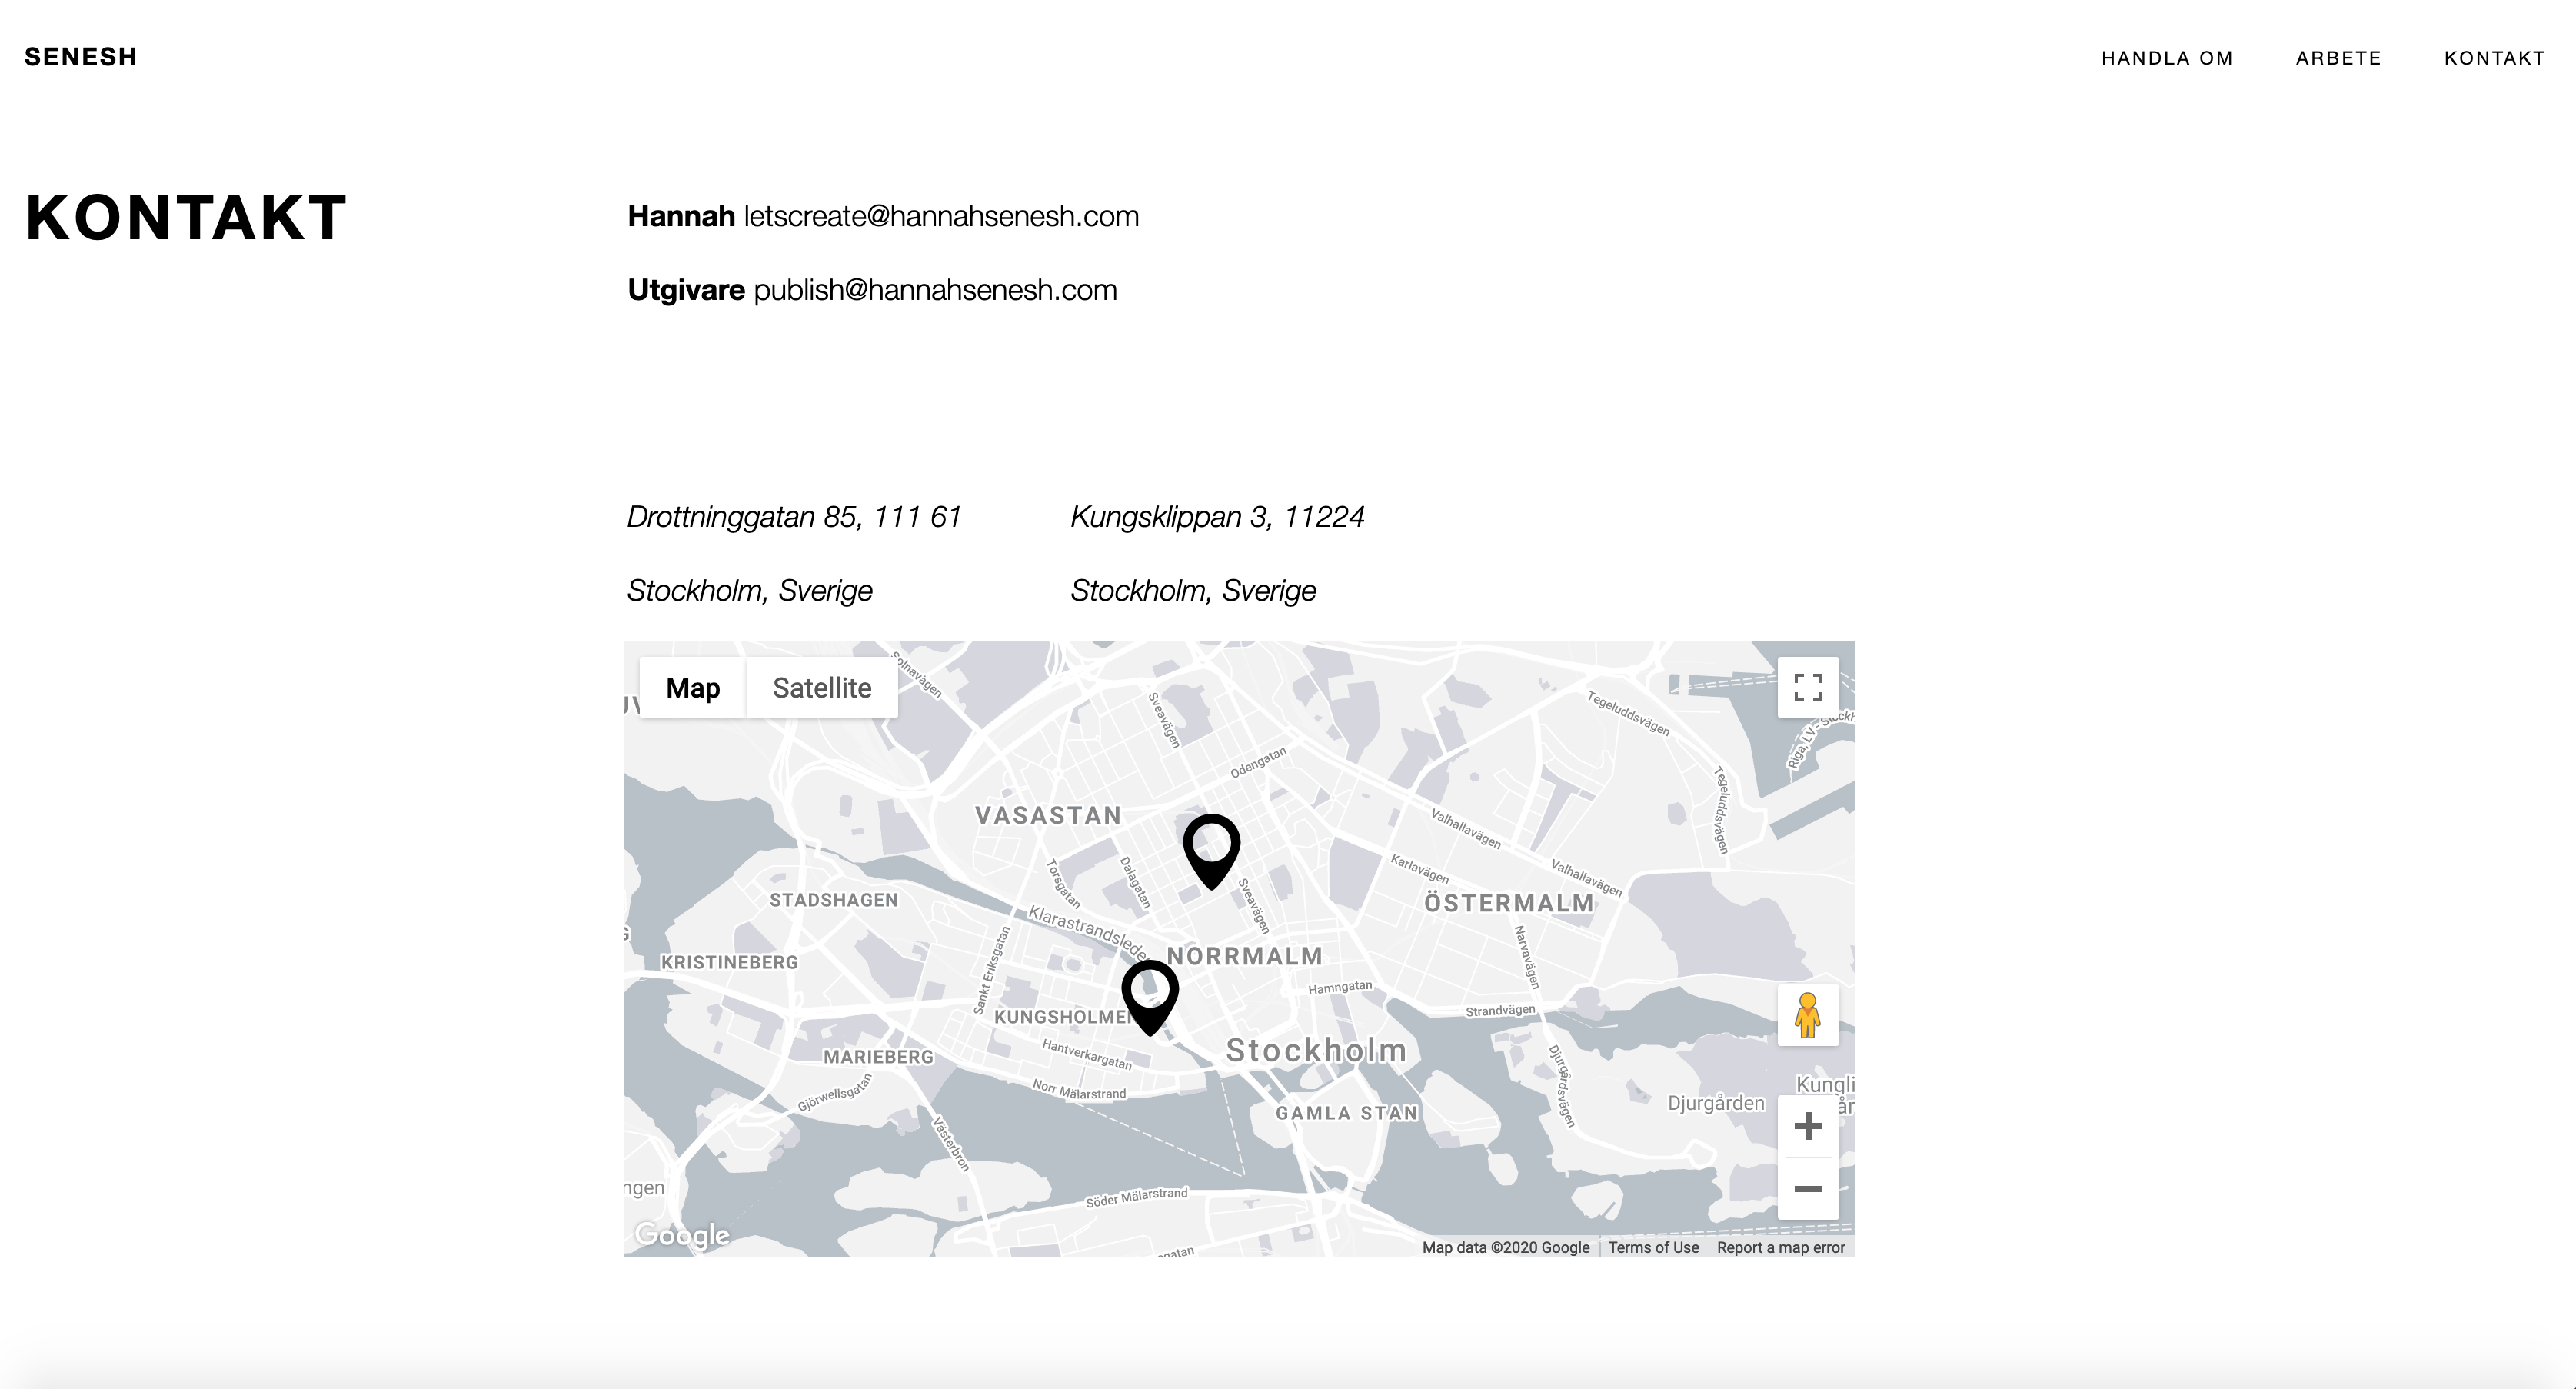 SENESH
HANDLA OM
ARBETE
KONTAKT
KONTAKT
Hannah letscreate@hannahsenesh.com
Utgivare publish@hannahsenesh.com
Drottninggatan 85, 111 61
Stockholm, Sverige
Kungsklippan 3, 11224
Stockholm, Sverige
Map
Satellite
Solnavägen
Sveavägen
Odengatan
Tegeluddsvägen
Tegeluddsvägen
Riga, LV -
VASASTAN
Valhallavägen
Valhallavägen
Karlavägen
Torsgatan
Dalagatan
Sveavägen
STADSHAGEN
ÖSTERMALM
Klarastrandslede
NORRMALM
KRISTINEBERG
Sankt Eriksgatan
Narvavägen
Hamngatan
KUNGSHOLMEN
Strandvägen
Stockholm
MARIEBERG
Hantverkargatan
Gjörwellsgatan
Norr Mälarstrand
Djurgårdsvägen
Djurgården
Kungli
GAMLA STAN
Västerbron
ngen
Söder Mälarstrand
gatan
Google
Map data ©2020 Google
Terms of Use
Report a map error